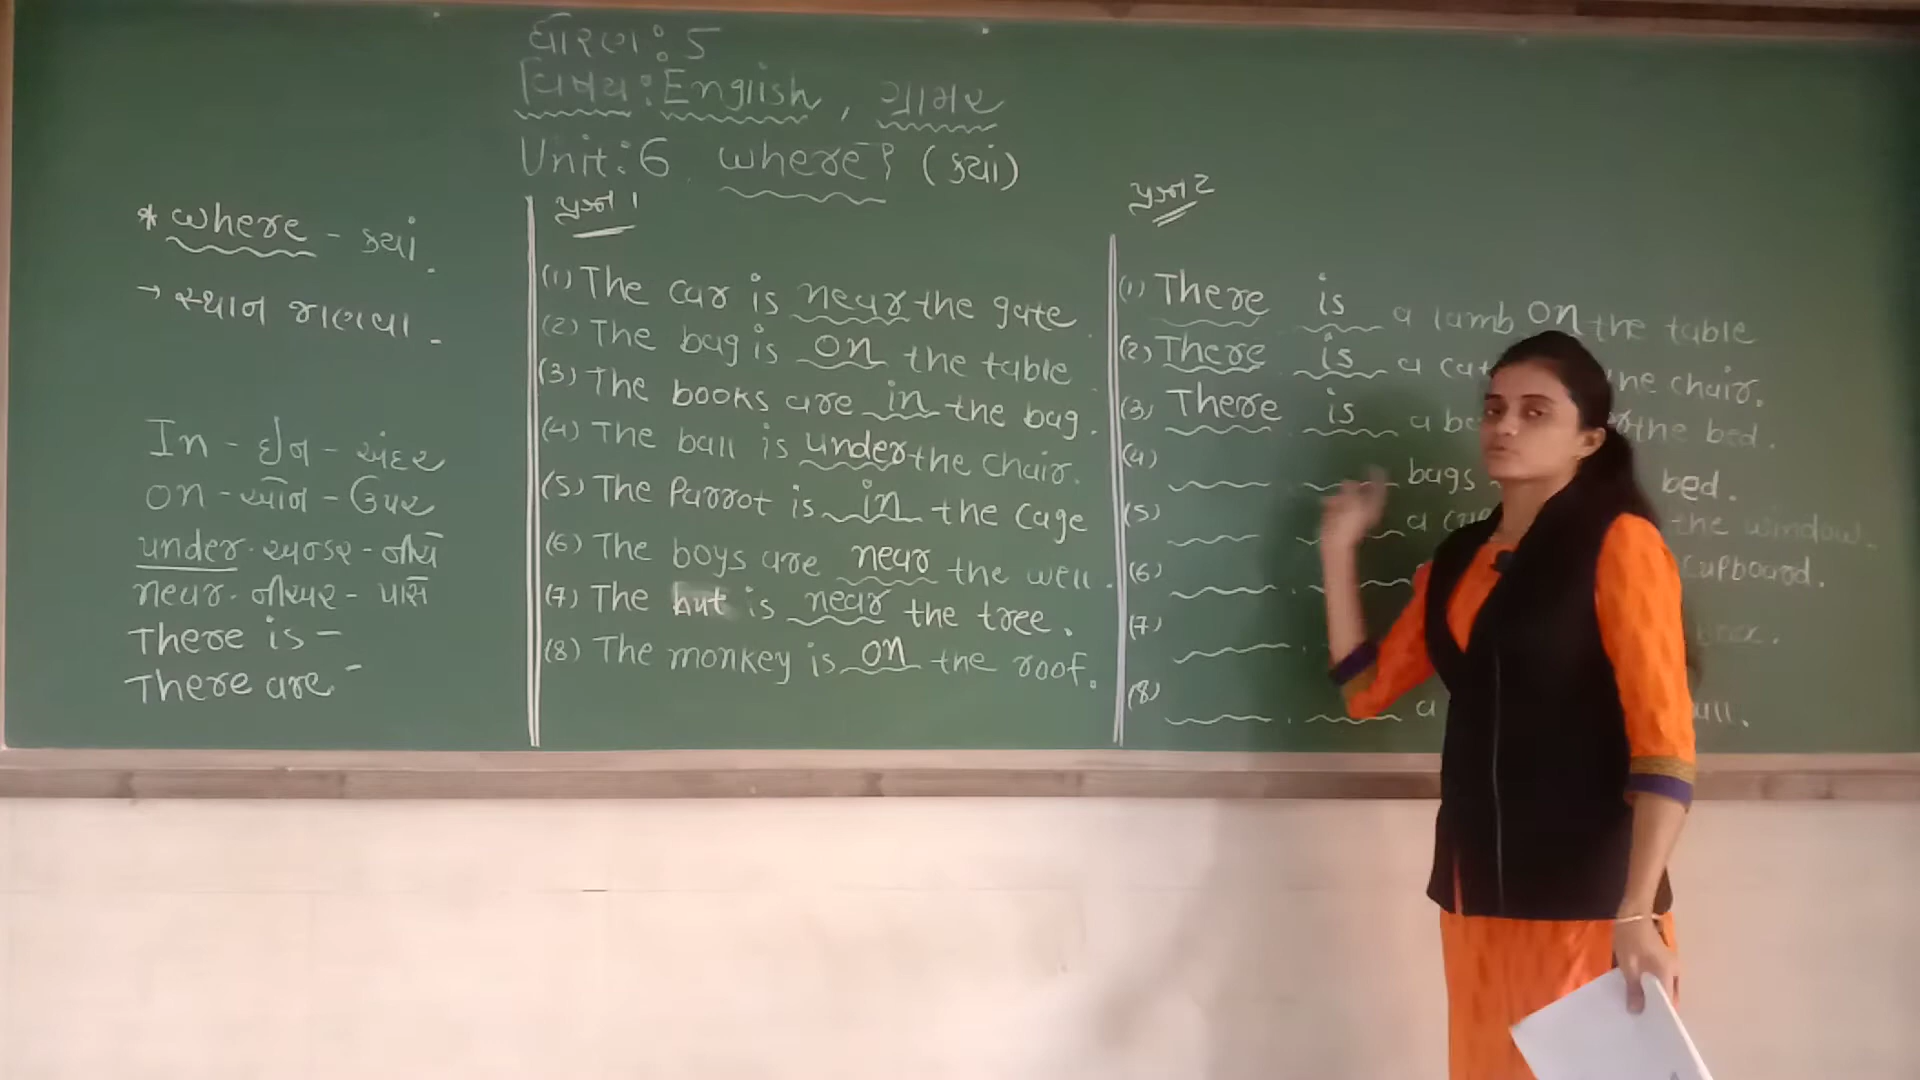 ધોરણ : 5
વિષય : English , ગ્રામર
Unit : 6 where? (ક્યાં)
* where - ક્યાં.
→ સ્થાન જાણવા .
In - ઈન - અંદર
on - ઓન - ઉપર
under - અન્ડર - નીચે
near - નીયર - પાસે
There is -
There are -
પ્રશ્ન 1
(1) The car is near the gate
(2) The bag is on the table
(3) The books are in the bag.
(4) The ball is under the chair.
(5) The Parrot is in the cage
(6) The boys are near the well.
(7) The hut is near the tree.
(8) The monkey is on the roof.
પ્રશ્ન 2
(1) There is a lamb on the table
(2) There is a chair.
(3) There is a the bed.
(4) bags bed.
(5) a the window.
(6) cupboard.
(7)
(8) a